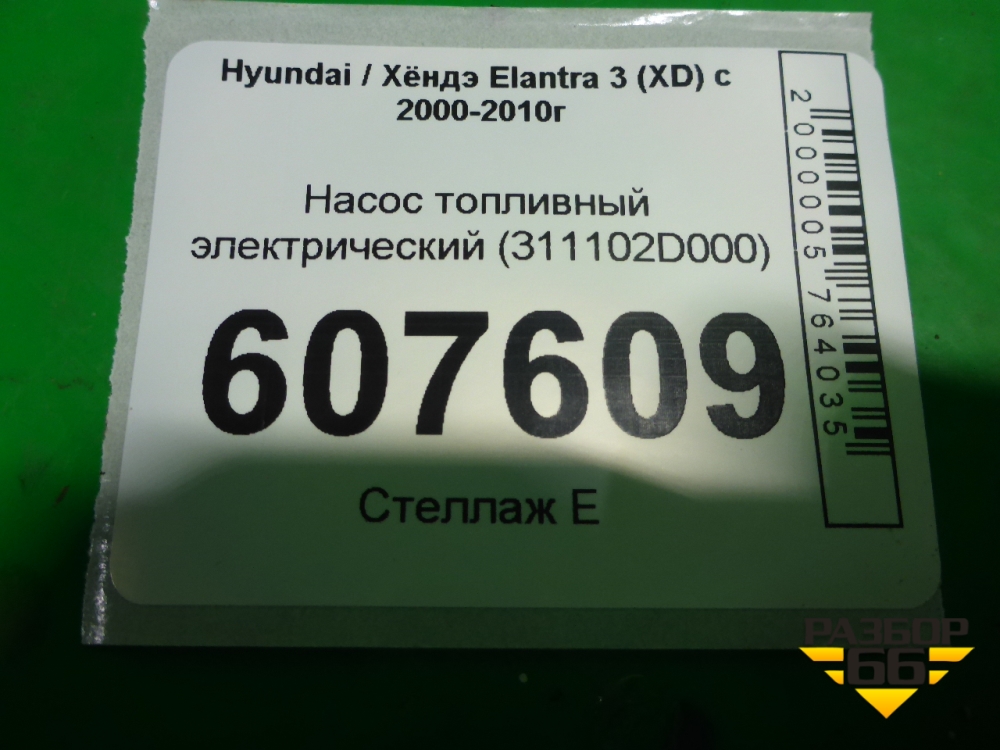 Hyundai / Хёндэ Elantra 3 (XD) с
2000-2010г
Насос топливный
электрический (311102D000)
607609
Стеллаж Е
2000005764035
РАЗБОР
66